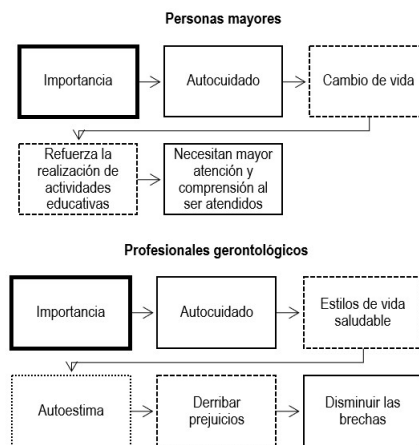 Personas mayores
Importancia
Autocuidado
Cambio de vida
Refuerza la
realización de
actividades
educativas
Necesitan mayor
atención y
comprensión al
ser atendidos
Profesionales gerontológicos
Importancia
Autocuidado
Estilos de vida
saludable
Autoestima
Derribar
prejuicios
Disminuir las
brechas